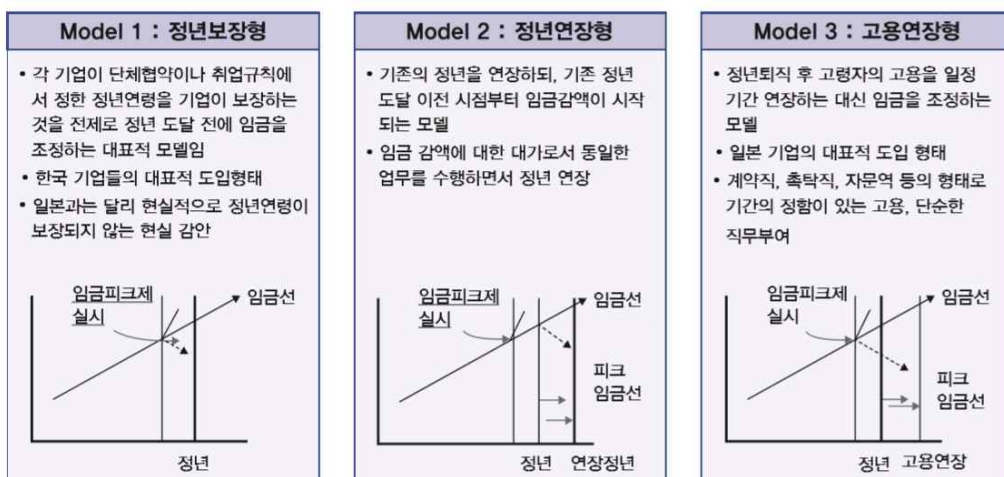 Model 1 : 정년보장형
• 각 기업이 단체협약이나 취업규칙에
서 정한 정년연령을 기업이 보장하는
것을 전제로 정년 도달 전에 임금을
조정하는 대표적 모델임
• 한국 기업들의 대표적 도입형태
• 일본과는 달리 현실적으로 정년연령이
보장되지 않는 현실 감안
임금피크제
실시
임금선
정년
Model 2 : 정년연장형
• 기존의 정년을 연장하되, 기존 정년
도달 이전 시점부터 임금감액이 시작
되는 모델
• 임금 감액에 대한 대가로서 동일한
업무를 수행하면서 정년 연장
임금피크제
실시
임금선
피크
임금선
정년 연장정년
Model 3 : 고용연장형
• 정년퇴직 후 고령자의 고용을 일정
기간 연장하는 대신 임금을 조정하는
모델
• 일본 기업의 대표적 도입 형태
• 계약직, 촉탁직, 자문역 등의 형태로
기간의 정함이 있는 고용, 단순한
직무부여
임금피크제
실시
임금선
피크
임금선
정년 고용연장